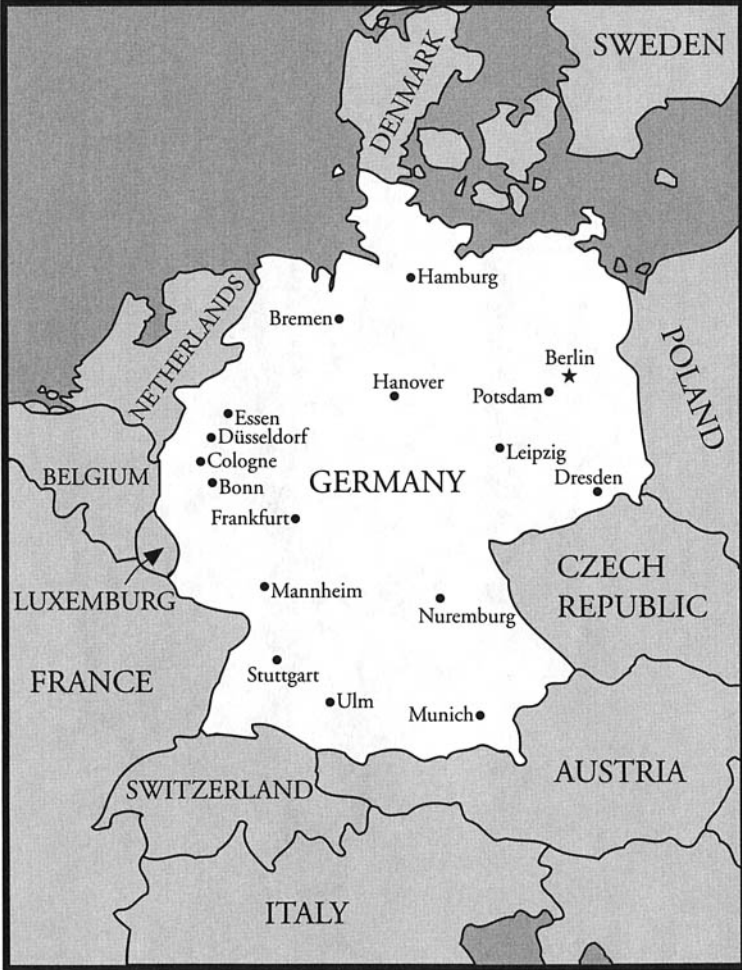 SWEDEN
DENMARK
Hamburg
Bremen
NETHERLANDS
POLAND
Berlin
Hanover
Potsdam
Essen
Düsseldorf
Leipzig
Cologne
BELGIUM
Bonn
GERMANY
Dresden
Frankfurt
CZECH
REPUBLIC
LUXEMBURG
Mannheim
Nuremburg
FRANCE
Stuttgart
Ulm
Munich
AUSTRIA
SWITZERLAND
ITALY